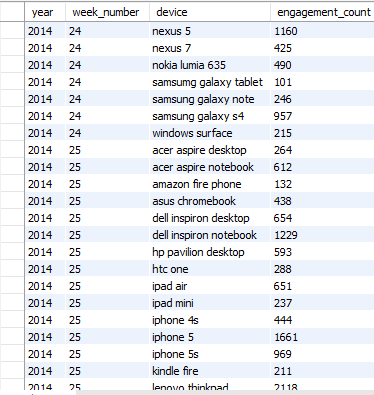 year week_number device engagement_count
2014 24 nexus 5 1160
2014 24 nexus 7 425
2014 24 nokia lumia 635 490
2014 24 samsumg galaxy tablet 101
2014 24 samsung galaxy note 246
2014 24 samsung galaxy s4 957
2014 24 windows surface 215
2014 25 acer aspire desktop 264
2014 25 acer aspire notebook 612
2014 25 amazon fire phone 132
2014 25 asus chromebook 438
2014 25 dell inspiron desktop 654
2014 25 dell inspiron notebook 1229
2014 25 hp pavilion desktop 593
2014 25 htc one 288
2014 25 ipad air 651
2014 25 ipad mini 237
2014 25 iphone 4s 444
2014 25 iphone 5 1661
2014 25 iphone 5s 969
2014 25 kindle fire 211
2014 25 lenovo thinkpad 2118